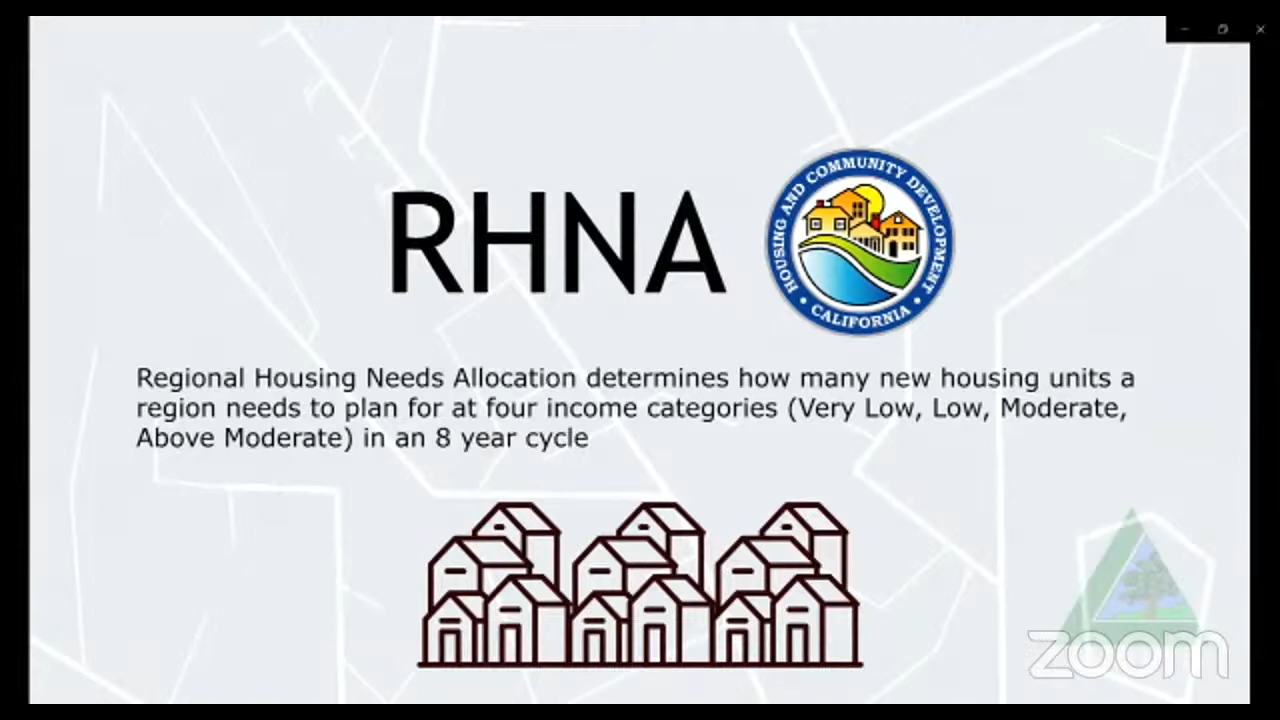 RHNA
HOUSING AND COMMUNITY DEVELOPMENT
• CALIFORNIA •
Regional Housing Needs Allocation determines how many new housing units a
region needs to plan for at four income categories (Very Low, Low, Moderate,
Above Moderate) in an 8 year cycle
zoom